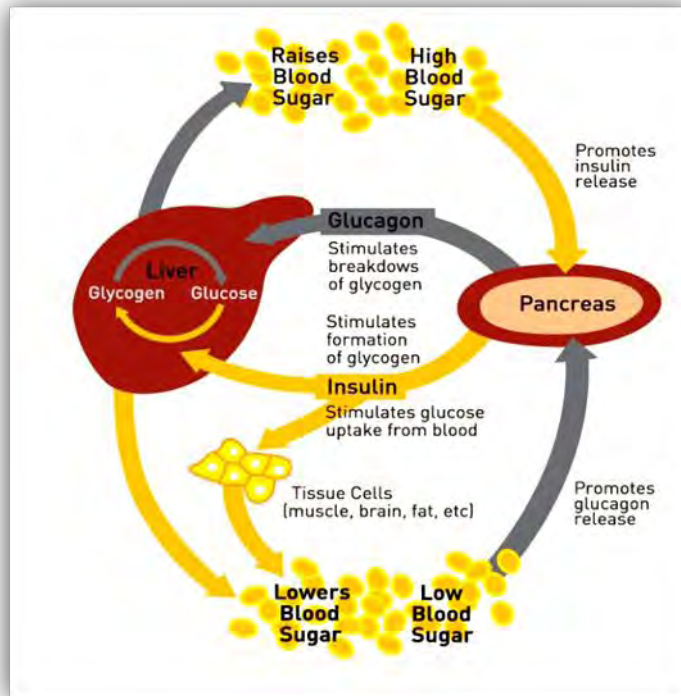 Raises
Blood
Sugar
High
Blood
Sugar
Promotes
insulin
release
Glucagon
Stimulates
breakdows
of glycogen
Liver
Glycogen
Glucose
Pancreas
Stimulates
formation
of glycogen
Insulin
Stimulates glucose
uptake from blood
Tissue Cells
(muscle, brain, fat, etc)
Promotes
glucagon
release
Lowers
Blood
Sugar
Low
Blood
Sugar